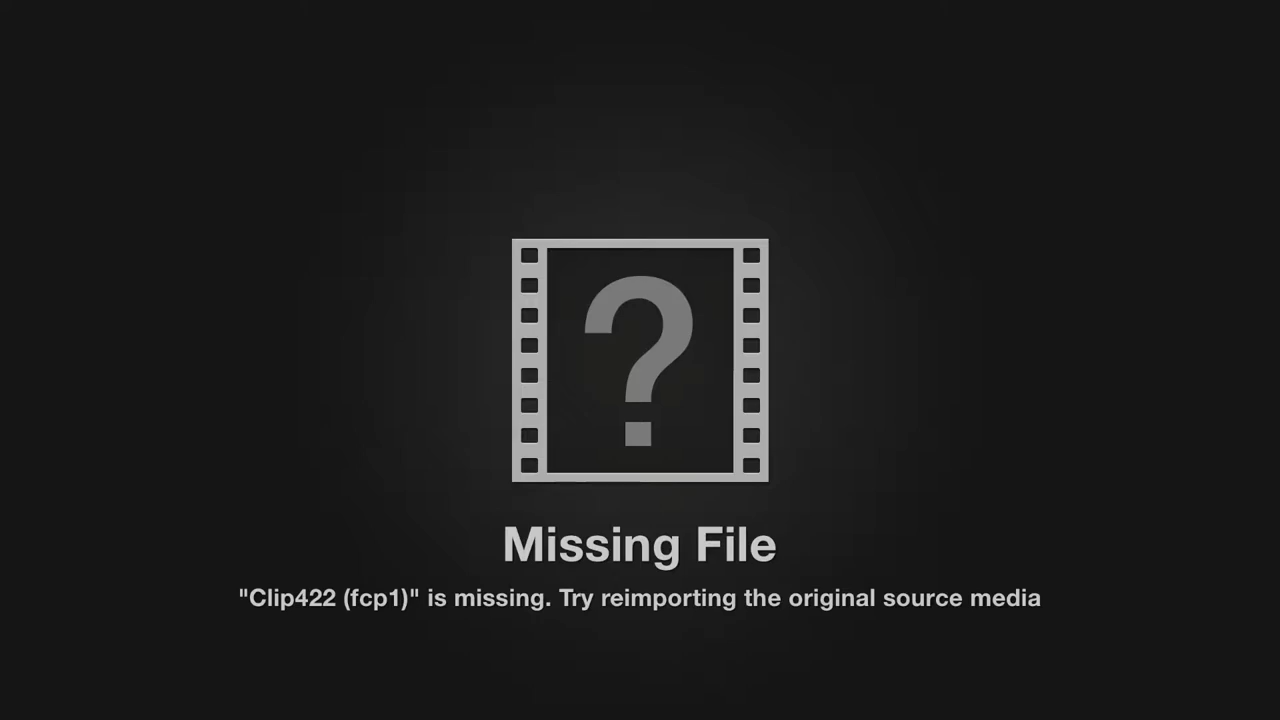 ?
Missing File
"Clip422 (fcp1)" is missing. Try reimporting the original source media